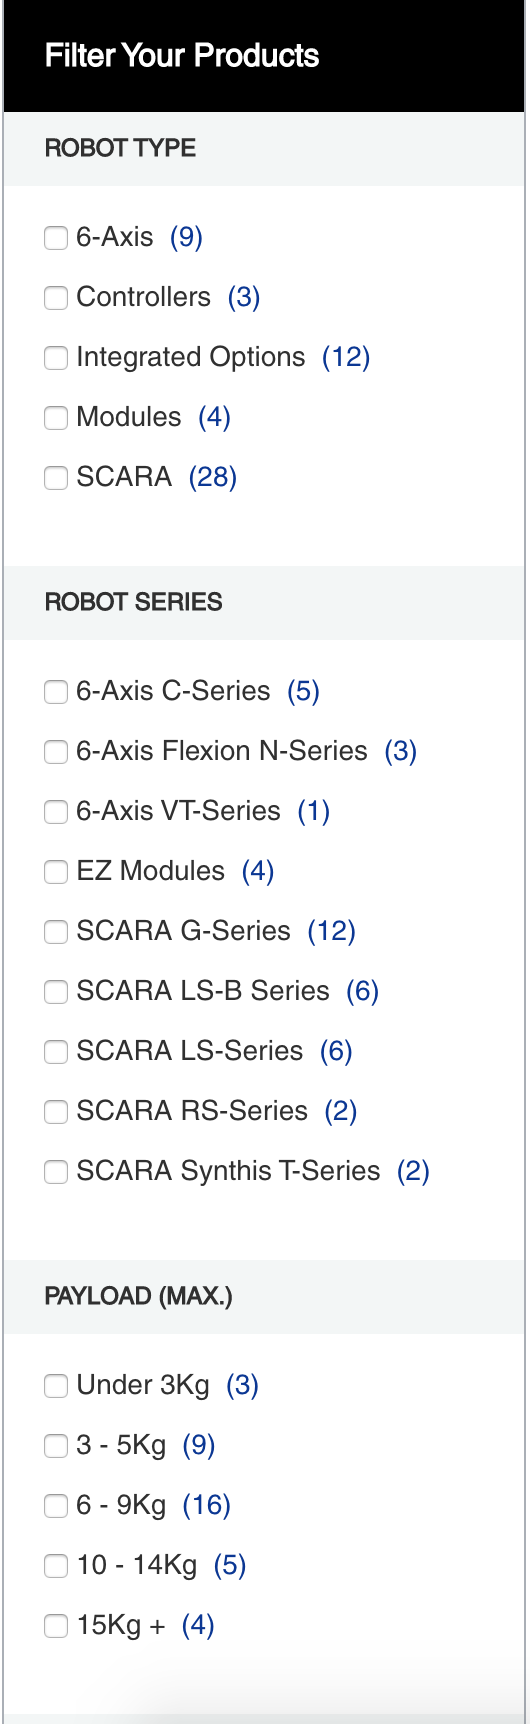 Filter Your Products
ROBOT TYPE
6-Axis (9)
Controllers (3)
Integrated Options (12)
Modules (4)
SCARA (28)
ROBOT SERIES
6-Axis C-Series (5)
6-Axis Flexion N-Series (3)
6-Axis VT-Series (1)
EZ Modules (4)
SCARA G-Series (12)
SCARA LS-B Series (6)
SCARA LS-Series (6)
SCARA RS-Series (2)
SCARA Synthis T-Series (2)
PAYLOAD (MAX.)
Under 3Kg (3)
3 - 5Kg (9)
6 - 9Kg (16)
10 - 14Kg (5)
15Kg + (4)